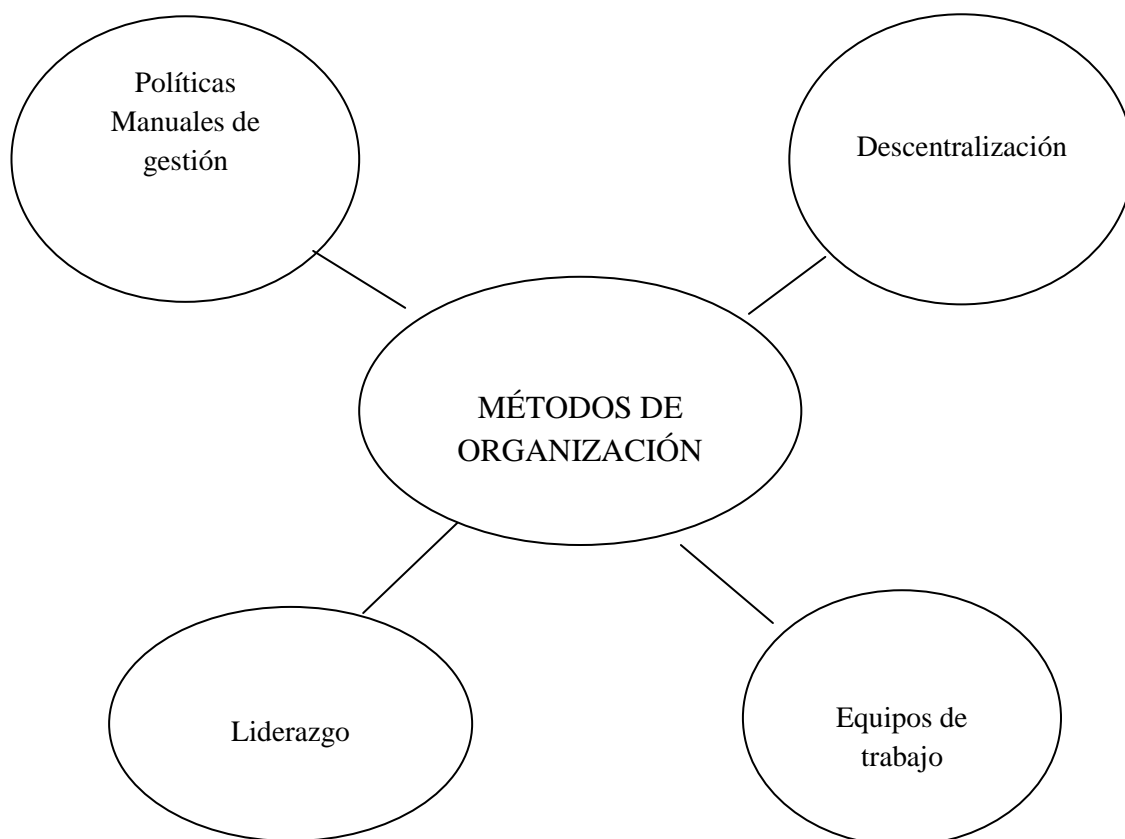 Políticas
Manuales de
gestión
Descentralización
MÉTODOS DE
ORGANIZACIÓN
Liderazgo
Equipos de
trabajo